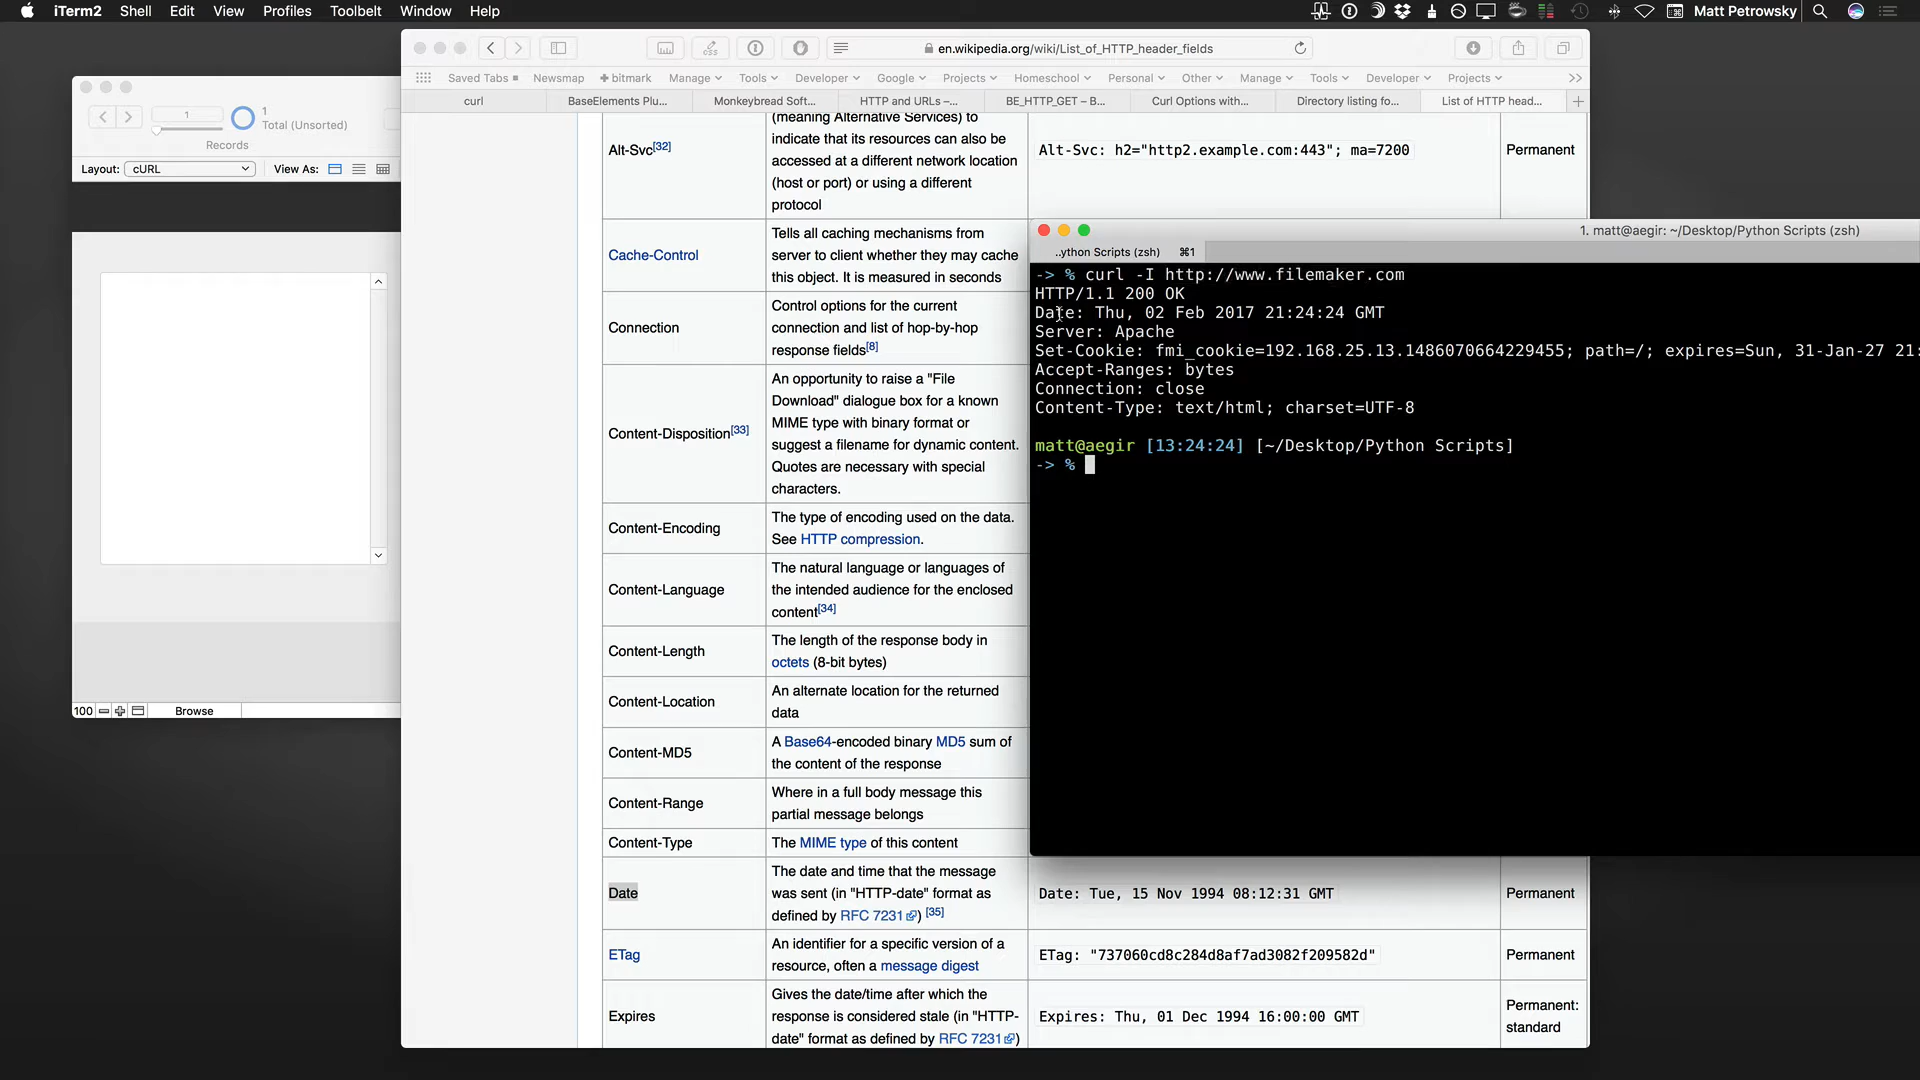 iTerm2 Shell Edit View Profiles Toolbelt Window Help Matt Petrowsky
en.wikipedia.org/wiki/List_of_HTTP_header_fields
Saved Tabs Newsmap bitmark Manage Tools Developer Google Projects Homeschool Personal Other Manage Tools Developer Projects
curl BaseElements Plu... Monkeybread Soft... HTTP and URLs –... BE_HTTP_GET – B... Curl Options with... Directory listing fo... List of HTTP head...
1
1
Total (Unsorted)
Records
Layout: cURL View As:
100 Browse
Alt-Svc[32]
(meaning Alternative Services) to
indicate that its resources can also be
accessed at a different network location
(host or port) or using a different
protocol
Alt-Svc: h2="http2.example.com:443"; ma=7200
Permanent
Cache-Control
Tells all caching mechanisms from
server to client whether they may cache
this object. It is measured in seconds
Connection
Control options for the current
connection and list of hop-by-hop
response fields[8]
Content-Disposition[33]
An opportunity to raise a "File
Download" dialogue box for a known
MIME type with binary format or
suggest a filename for dynamic content.
Quotes are necessary with special
characters.
Content-Encoding
The type of encoding used on the data.
See HTTP compression.
Content-Language
The natural language or languages of
the intended audience for the enclosed
content[34]
Content-Length
The length of the response body in
octets (8-bit bytes)
Content-Location
An alternate location for the returned
data
Content-MD5
A Base64-encoded binary MD5 sum of
the content of the response
Content-Range
Where in a full body message this
partial message belongs
Content-Type
The MIME type of this content
Date
The date and time that the message
was sent (in "HTTP-date" format as
defined by RFC 7231) [35]
Date: Tue, 15 Nov 1994 08:12:31 GMT
Permanent
ETag
An identifier for a specific version of a
resource, often a message digest
ETag: "737060cd8c284d8af7ad3082f209582d"
Permanent
Expires
Gives the date/time after which the
response is considered stale (in "HTTP-
date" format as defined by RFC 7231)
Expires: Thu, 01 Dec 1994 16:00:00 GMT
Permanent:
standard
1. matt@aegir: ~/Desktop/Python Scripts (zsh)
..ython Scripts (zsh) ⌘1
-> % curl -I http://www.filemaker.com
HTTP/1.1 200 OK
Date: Thu, 02 Feb 2017 21:24:24 GMT
Server: Apache
Set-Cookie: fmi_cookie=192.168.25.13.1486070664229455; path=/; expires=Sun, 31-Jan-27 21:
Accept-Ranges: bytes
Connection: close
Content-Type: text/html; charset=UTF-8
matt@aegir [13:24:24] [~/Desktop/Python Scripts]
-> %